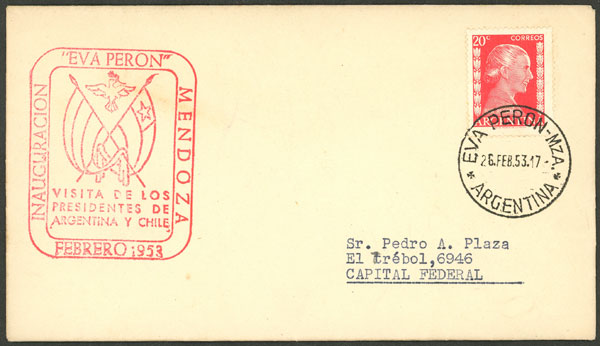 "EVA PERON"
INAUGURACION
MENDOZA
VISITA DE LOS
PRESIDENTES DE
ARGENTINA Y CHILE
FEBRERO 1953
20c CORREOS
ARGENTINA
EVA PERON-MZA.
26.FEB.53.17-
* ARGENTINA *
Sr. Pedro A. Plaza
El trébol,6946
CAPITAL FEDERAL